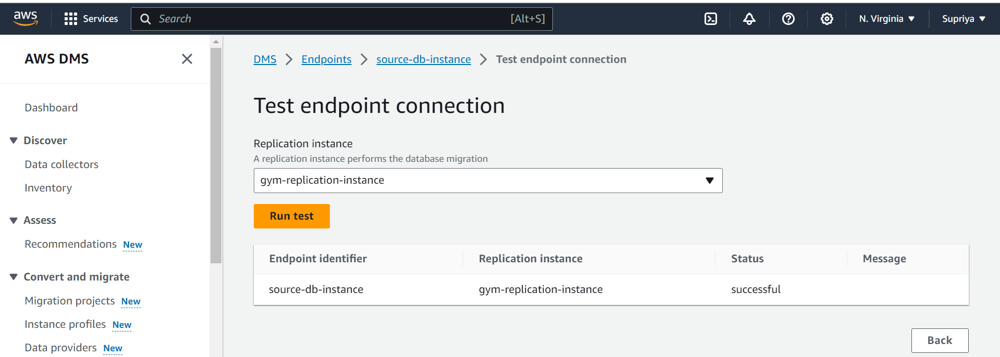 aws Services Search [Alt+S] N. Virginia Supriya
AWS DMS
Dashboard
Discover
Data collectors
Inventory
Assess
Recommendations New
Convert and migrate
Migration projects New
Instance profiles New
Data providers New
DMS Endpoints source-db-instance Test endpoint connection
Test endpoint connection
Replication instance
A replication instance performs the database migration
gym-replication-instance
Run test
Endpoint identifier Replication instance Status Message
source-db-instance gym-replication-instance successful
Back